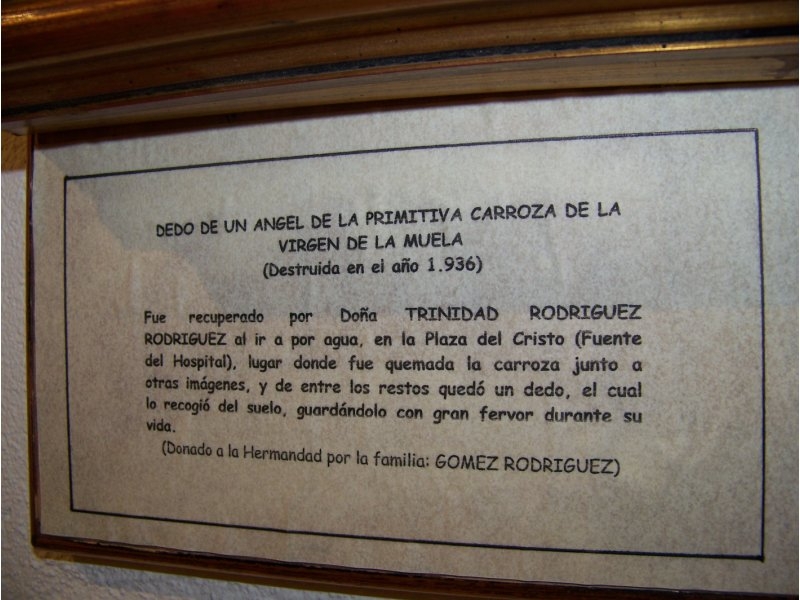 DEDO DE UN ANGEL DE LA PRIMITIVA CARROZA DE LA
VIRGEN DE LA MUELA
(Destruida en el año 1.936)
Fue recuperado por Doña TRINIDAD RODRIGUEZ
RODRIGUEZ al ir a por agua, en la Plaza del Cristo (Fuente
del Hospital), lugar donde fue quemada la carroza junto a
otras imágenes, y de entre los restos quedó un dedo, el cual
lo recogió del suelo, guardándolo con gran fervor durante su
vida.
(Donado a la Hermandad por la familia: GOMEZ RODRIGUEZ)